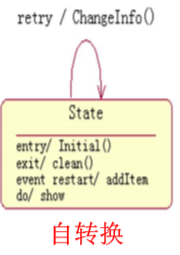 retry / ChangeInfo()
State
entry/ Initial()
exit/ clean()
event restart/ addItem
do/ show
自转换